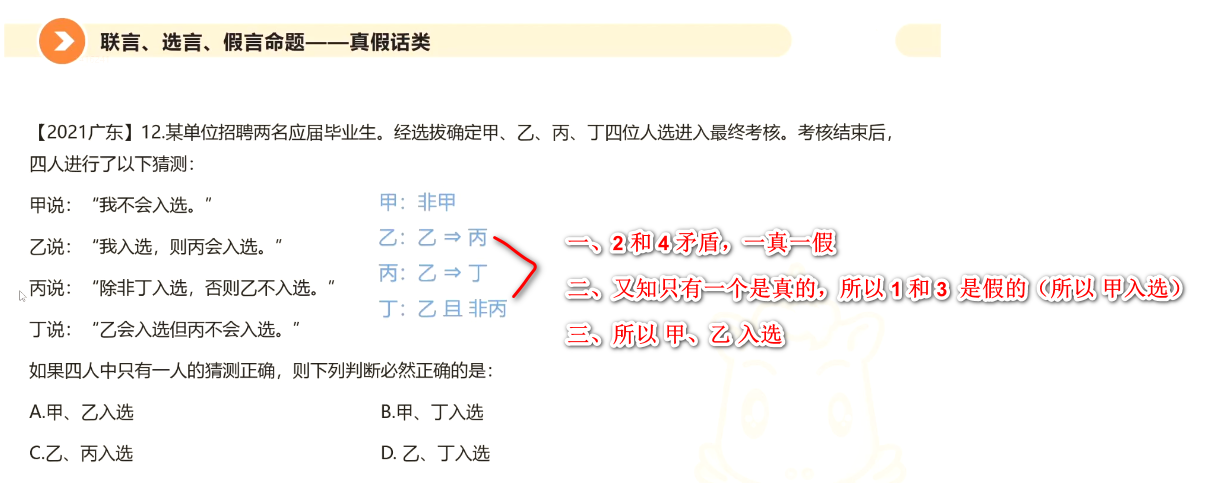 联言、选言、假言命题——真假话类
【2021广东】12.某单位招聘两名应届毕业生。经选拔确定甲、乙、丙、丁四位人选进入最终考核。考核结束后，
四人进行了以下猜测：
甲说：“我不会入选。”
乙说：“我入选，则丙会入选。“
丙说：“除非丁入选，否则乙不入选。”
丁说：“乙会入选但丙不会入选。”
甲：非甲
乙：乙 ⇒ 丙
丙：乙 ⇒ 丁
丁：乙 且 非丙
一、2 和 4 矛盾，一真一假
二、又知只有一个是真的，所以 1 和 3 是假的（所以 甲入选）
三、所以 甲、乙 入选
如果四人中只有一人的猜测正确，则下列判断必然正确的是：
A.甲、乙入选
B.甲、丁入选
C.乙、丙入选
D. 乙、丁入选